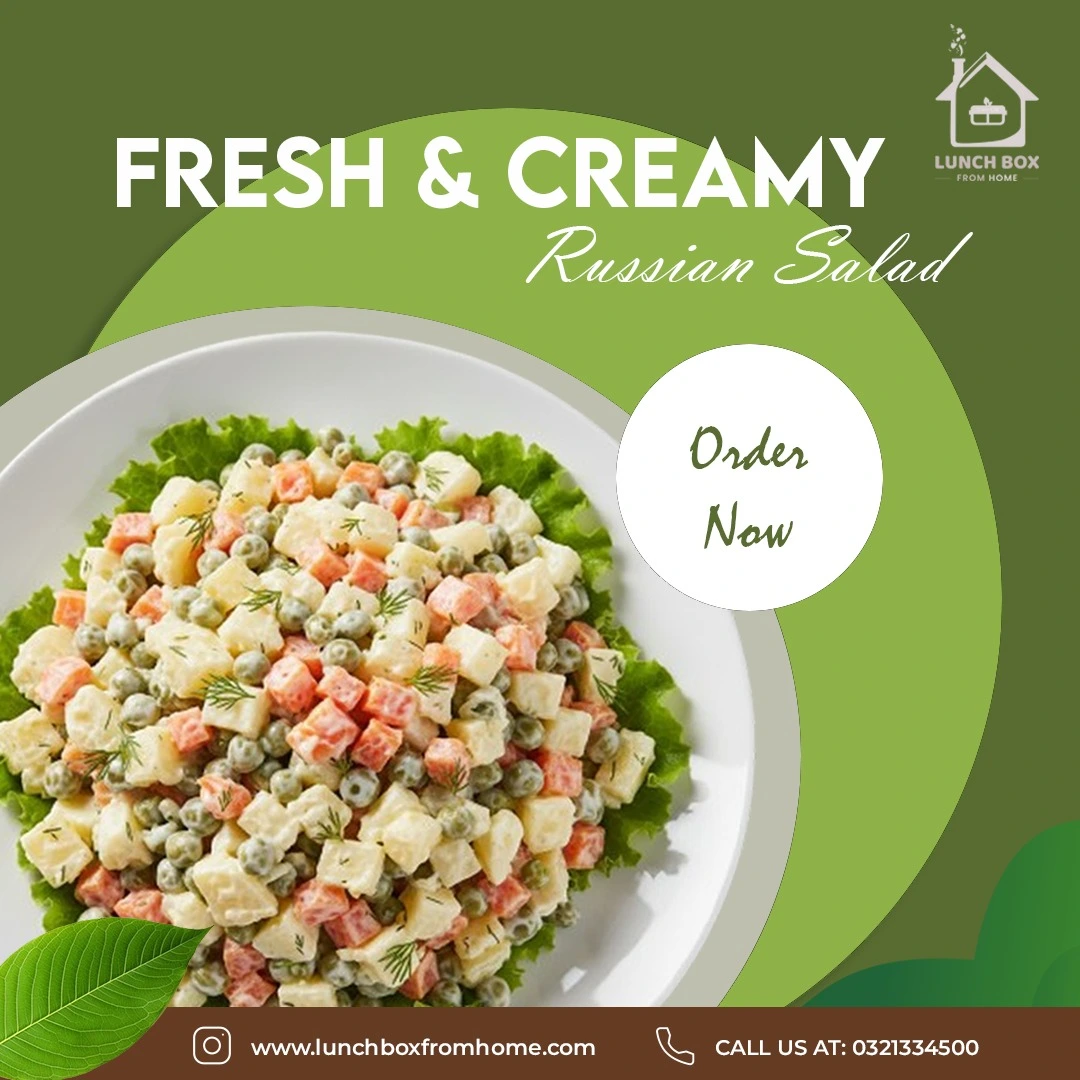 LUNCH BOX
FROM HOME
FRESH & CREAMY
Russian Salad
Order
Now
www.lunchboxfromhome.com
CALL US AT: 0321334500